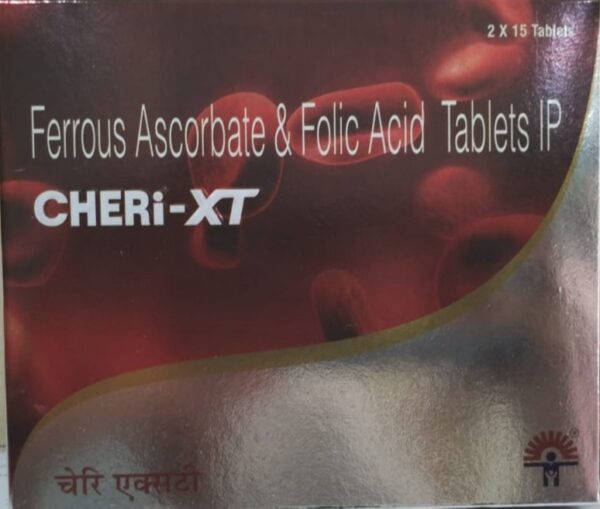 2 X 15 Tablets
Ferrous Ascorbate & Folic Acid Tablets IP
CHERi-XT
चेरि एक्सटी